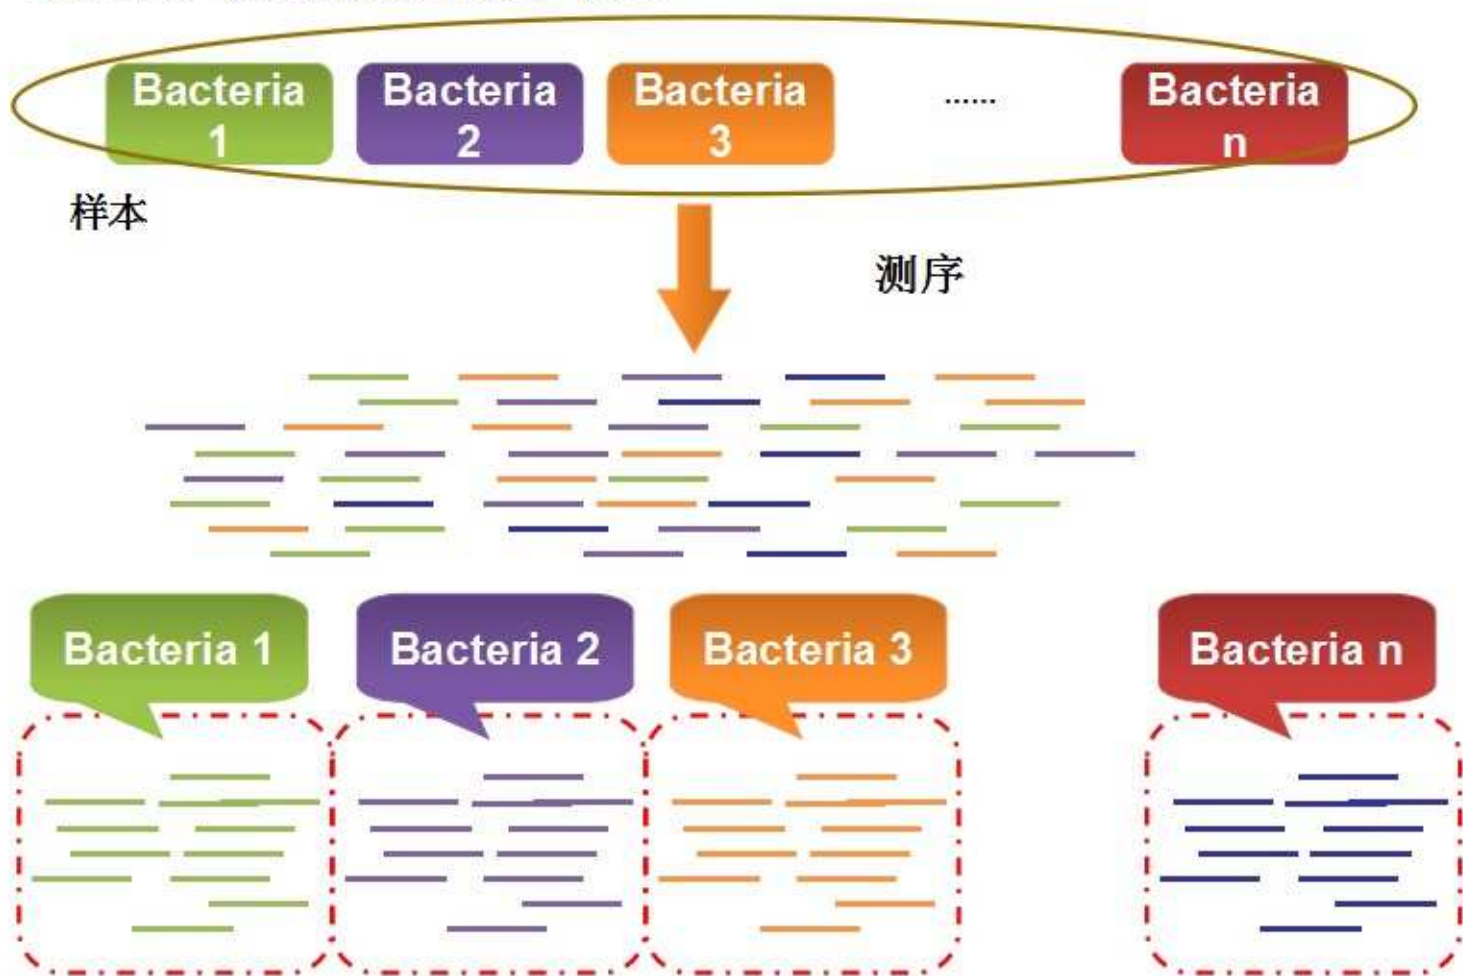 Bacteria
1
Bacteria
2
Bacteria
3
......
Bacteria
n
样本
测序
Bacteria 1
Bacteria 2
Bacteria 3
Bacteria n